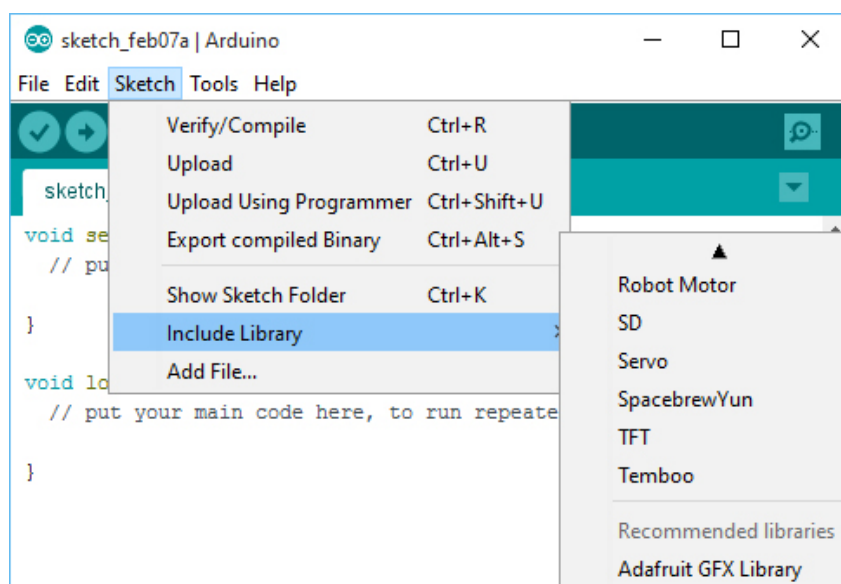 sketch_feb07a | Arduino
File Edit Sketch Tools Help
Verify/Compile Ctrl+R
Upload Ctrl+U
Upload Using Programmer Ctrl+Shift+U
Export compiled Binary Ctrl+Alt+S
Show Sketch Folder Ctrl+K
Include Library
Add File...
Robot Motor
SD
Servo
SpacebrewYun
TFT
Temboo
Recommended libraries
Adafruit GFX Library
sketch_
void se
// pu
}
void lo
// put your main code here, to run repeate
}